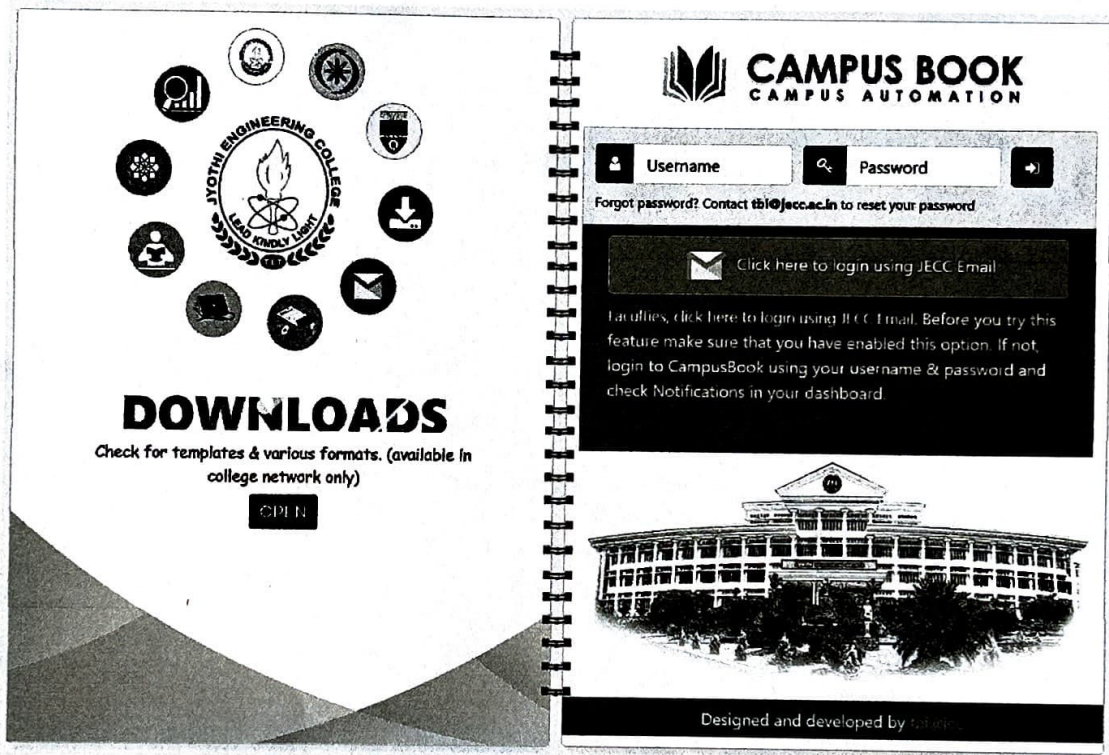 JYOTHI ENGINEERING COLLEGE
LEAD KINDLY LIGHT
DOWNLOADS
Check for templates & various formats. (available in
college network only)
OPEN
CAMPUS BOOK
CAMPUS AUTOMATION
Username
Password
Forgot password? Contact tbi@jecc.ac.in to reset your password
Click here to login using JECC Email
Faculties, click here to login using JECC Email. Before you try this
feature make sure that you have enabled this option. If not,
login to CampusBook using your username & password and
check Notifications in your dashboard.
Designed and developed by